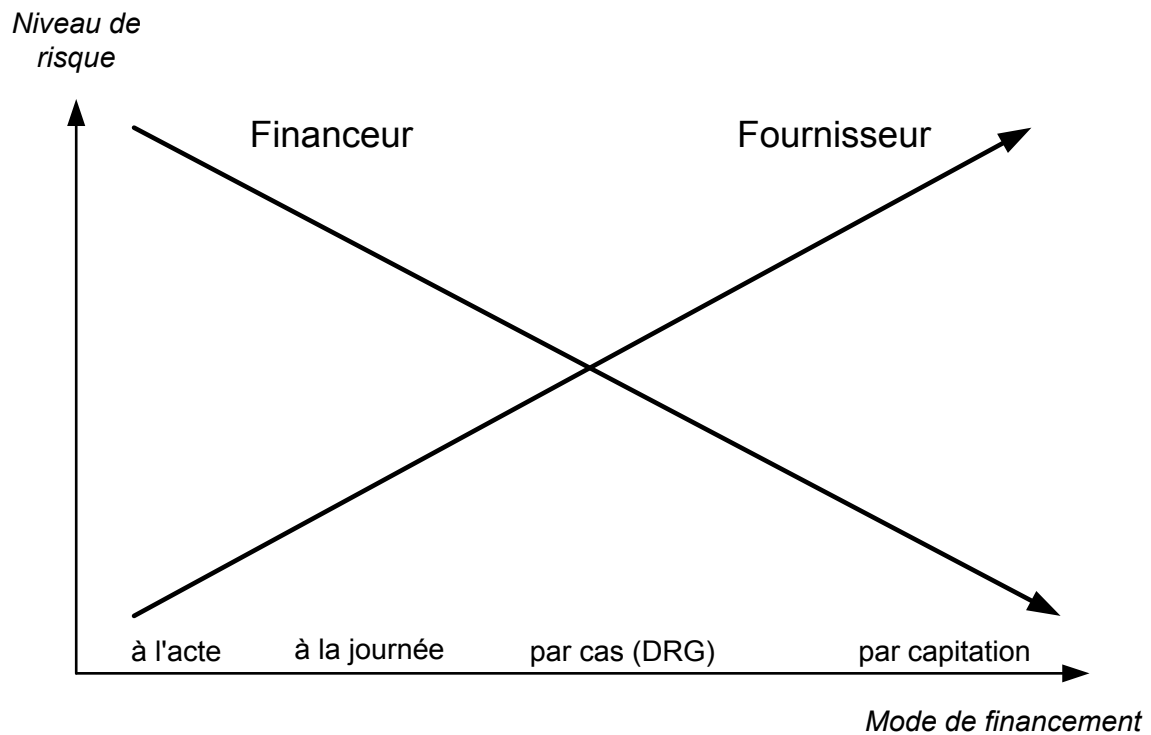 Niveau de
risque
Financeur
Fournisseur
à l'acte
à la journée
par cas (DRG)
par capitation
Mode de financement